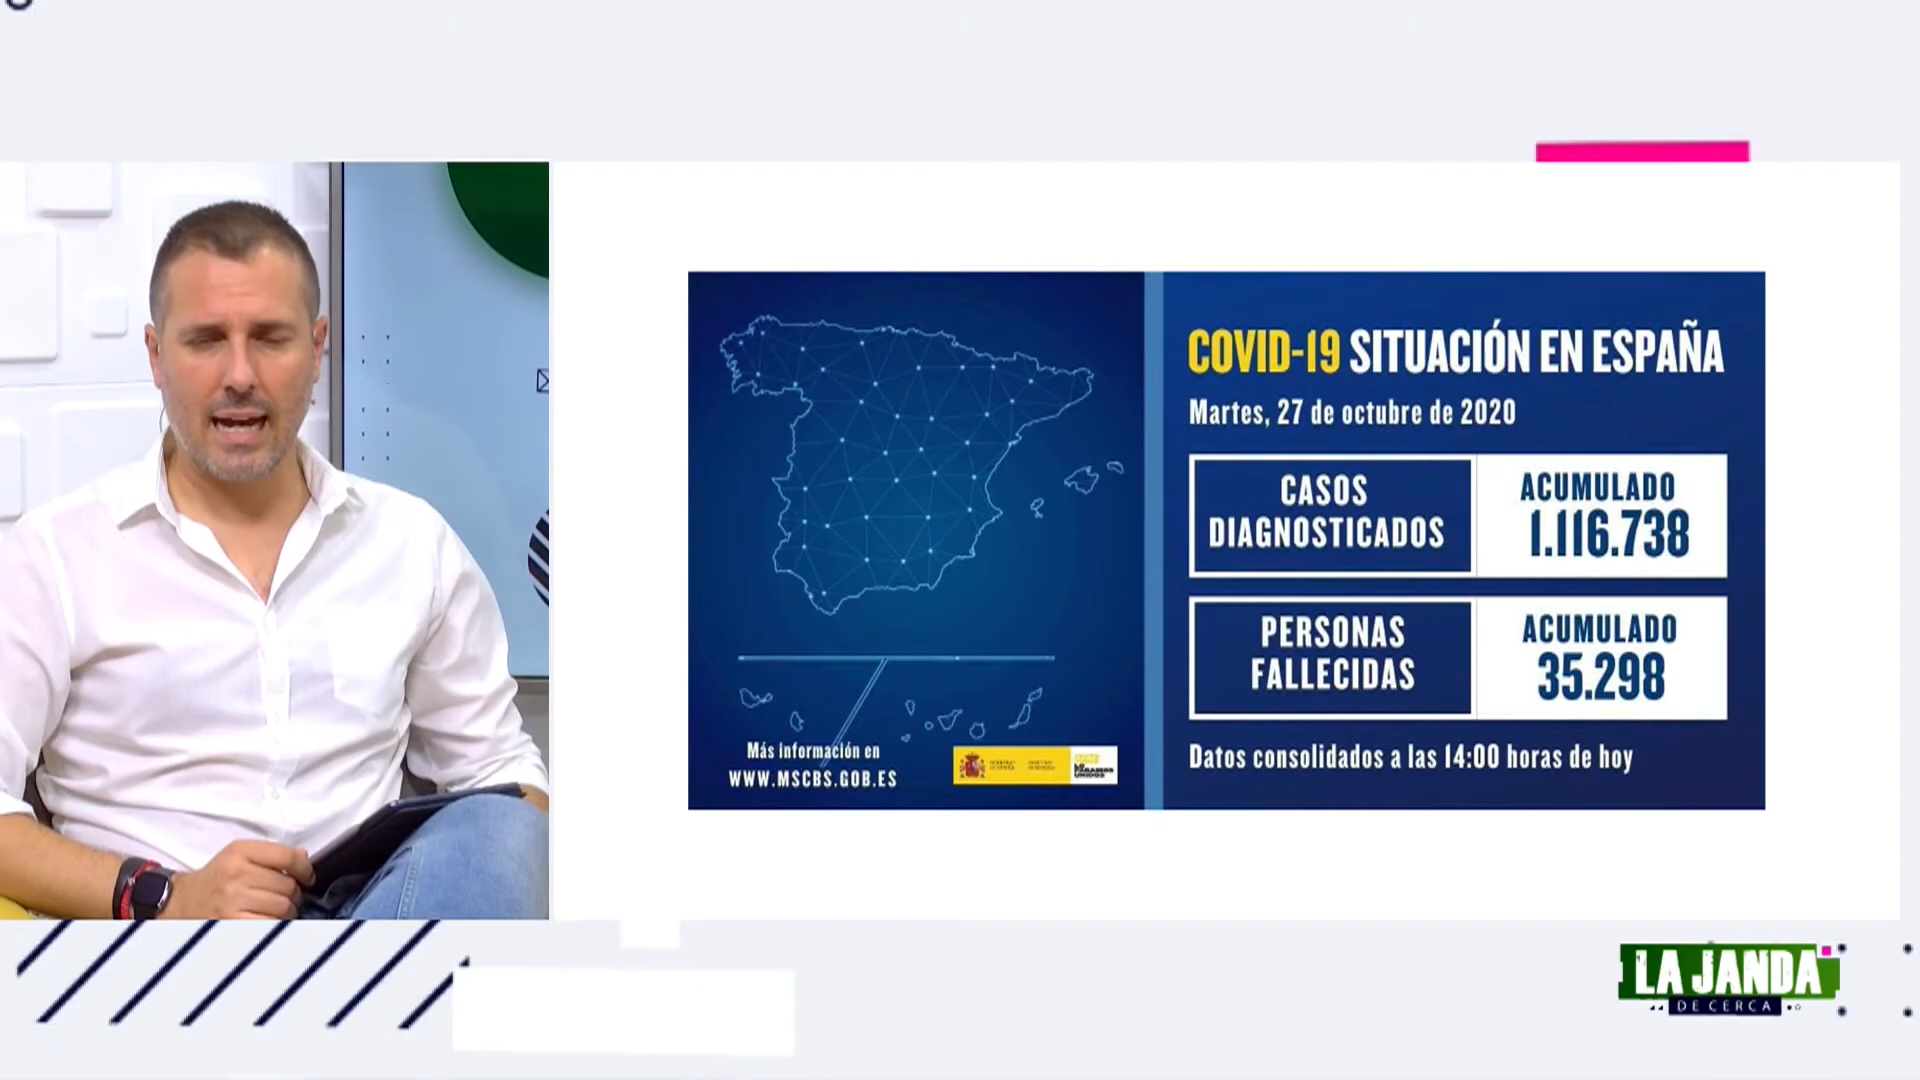 COVID-19 SITUACIÓN EN ESPAÑA
Martes, 27 de octubre de 2020
CASOS
DIAGNOSTICADOS
ACUMULADO
1.116.738
PERSONAS
FALLECIDAS
ACUMULADO
35.298
Datos consolidados a las 14:00 horas de hoy
Más información en
WWW.MSCBS.GOB.ES
LA JANDA
DE CERCA